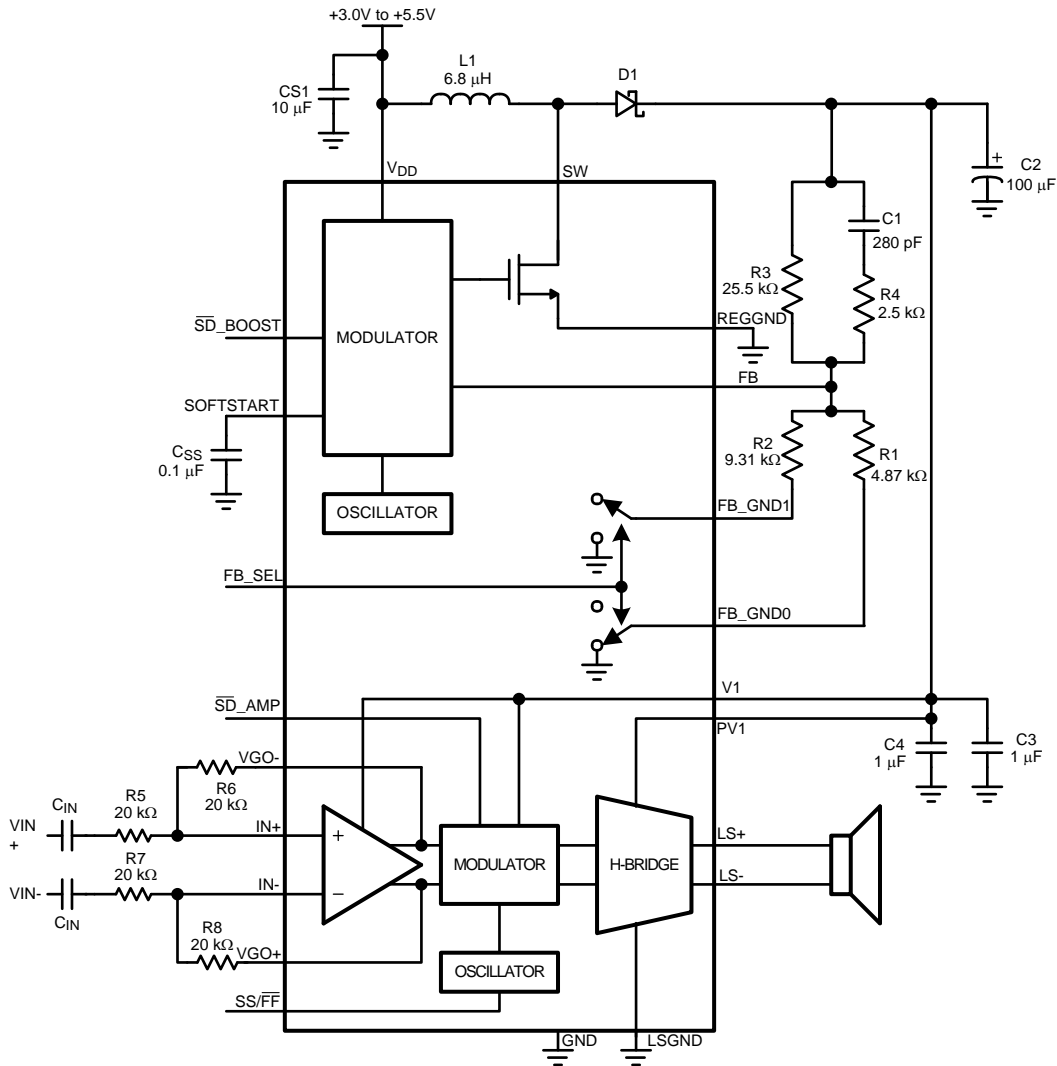 +3.0V to +5.5V
L1
6.8 μH
D1
CS1
10 μF
VDD
SW
+
C2
100 μF
C1
280 pF
R3
25.5 kΩ
R4
2.5 kΩ
SD_BOOST
MODULATOR
REGGND
FB
SOFTSTART
CSS
0.1 μF
R2
9.31 kΩ
R1
4.87 kΩ
OSCILLATOR
FB_GND1
FB_SEL
FB_GND0
SD_AMP
V1
PV1
C4
1 μF
C3
1 μF
VGO-
R6
20 kΩ
CIN
R5
20 kΩ
VIN
+
IN+
+
R7
20 kΩ
MODULATOR
H-BRIDGE
LS+
VIN-
IN-
−
LS-
CIN
R8
20 kΩ
VGO+
OSCILLATOR
SS/FF
GND
LSGND